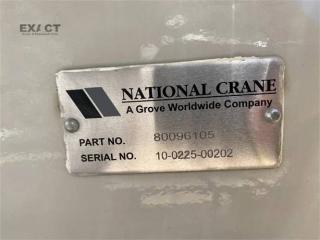 EXACT
NATIONAL CRANE
A Grove Worldwide Company
PART NO. 80096105
SERIAL NO. 10-0225-00202